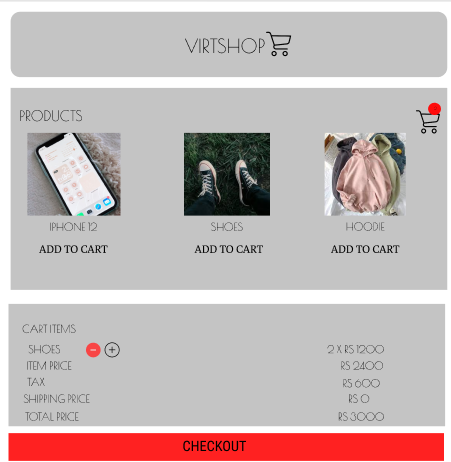 VIRTSHOP
PRODUCTS
IPHONE 12
SHOES
HOODIE
ADD TO CART
ADD TO CART
ADD TO CART
CART ITEMS
SHOES - + 2 X RS 1200
ITEM PRICE RS 2400
TAX RS 600
SHIPPING PRICE RS 0
TOTAL PRICE RS 3000
CHECKOUT